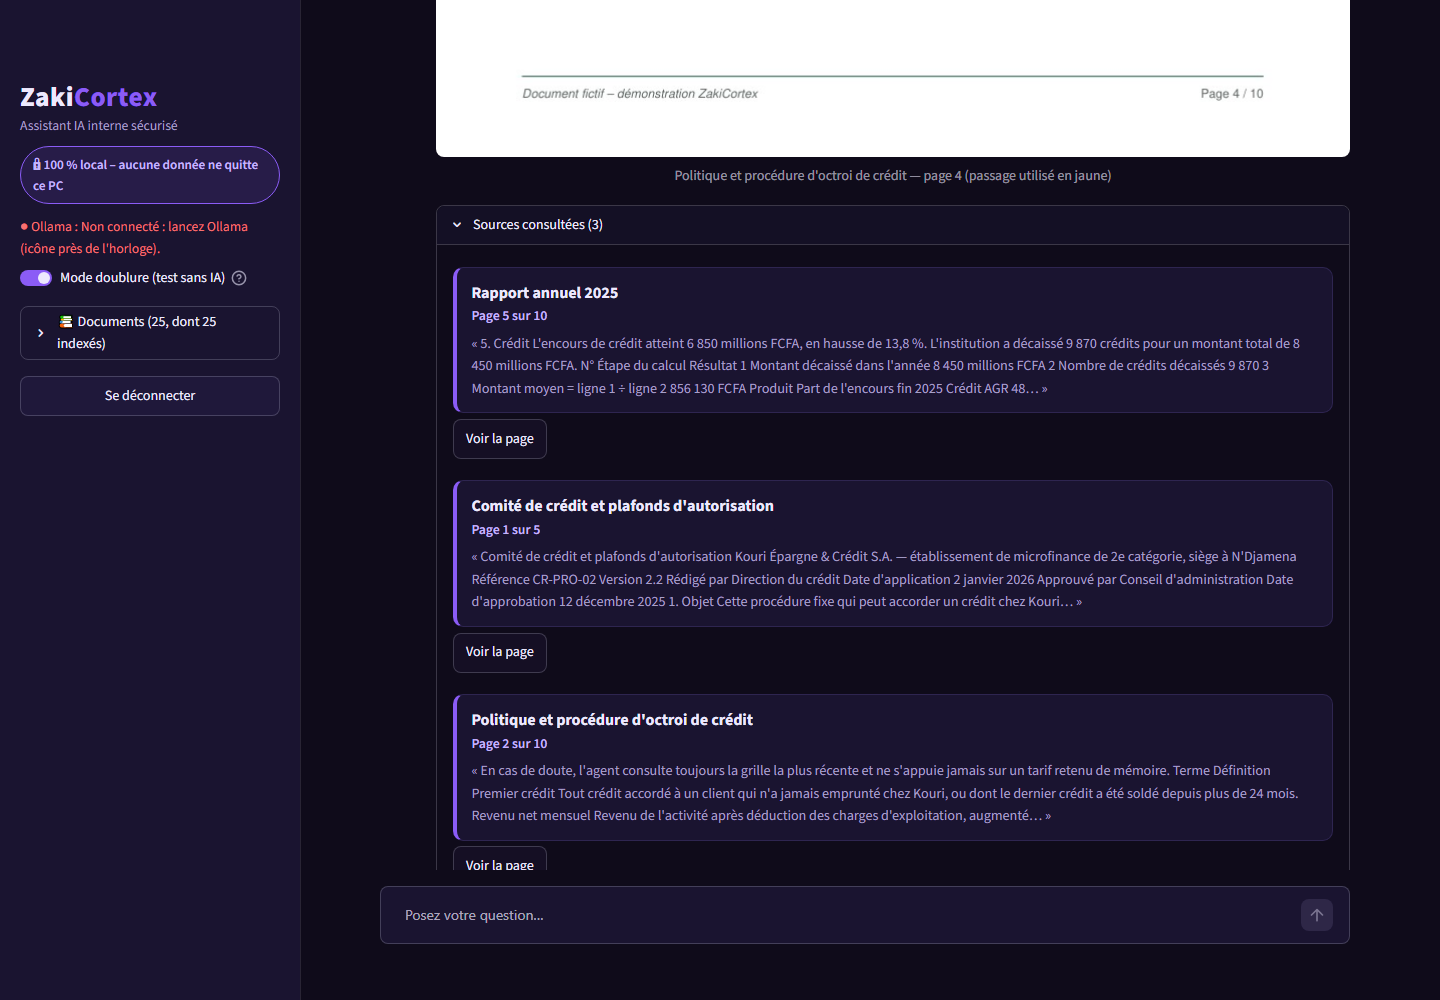 ZakiCortex
Assistant IA interne sécurisé
100 % local – aucune donnée ne quitte
ce PC
Ollama : Non connecté : lancez Ollama
(icône près de l'horloge).
Mode doublure (test sans IA)
Documents (25, dont 25
indexés)
Se déconnecter
Document fictif – démonstration ZakiCortex
Page 4 / 10
Politique et procédure d'octroi de crédit — page 4 (passage utilisé en jaune)
Sources consultées (3)
Rapport annuel 2025
Page 5 sur 10
« 5. Crédit L'encours de crédit atteint 6 850 millions FCFA, en hausse de 13,8 %. L'institution a décaissé 9 870 crédits pour un montant total de 8
450 millions FCFA. N° Étape du calcul Résultat 1 Montant décaissé dans l'année 8 450 millions FCFA 2 Nombre de crédits décaissés 9 870 3
Montant moyen = ligne 1 ÷ ligne 2 856 130 FCFA Produit Part de l'encours fin 2025 Crédit AGR 48… »
Voir la page
Comité de crédit et plafonds d'autorisation
Page 1 sur 5
« Comité de crédit et plafonds d'autorisation Kouri Épargne & Crédit S.A. — établissement de microfinance de 2e catégorie, siège à N'Djamena
Référence CR-PRO-02 Version 2.2 Rédigé par Direction du crédit Date d'application 2 janvier 2026 Approuvé par Conseil d'administration Date
d'approbation 12 décembre 2025 1. Objet Cette procédure fixe qui peut accorder un crédit chez Kouri… »
Voir la page
Politique et procédure d'octroi de crédit
Page 2 sur 10
« En cas de doute, l'agent consulte toujours la grille la plus récente et ne s'appuie jamais sur un tarif retenu de mémoire. Terme Définition
Premier crédit Tout crédit accordé à un client qui n'a jamais emprunté chez Kouri, ou dont le dernier crédit a été soldé depuis plus de 24 mois.
Revenu net mensuel Revenu de l'activité après déduction des charges d'exploitation, augmenté… »
Voir la page
Posez votre question...